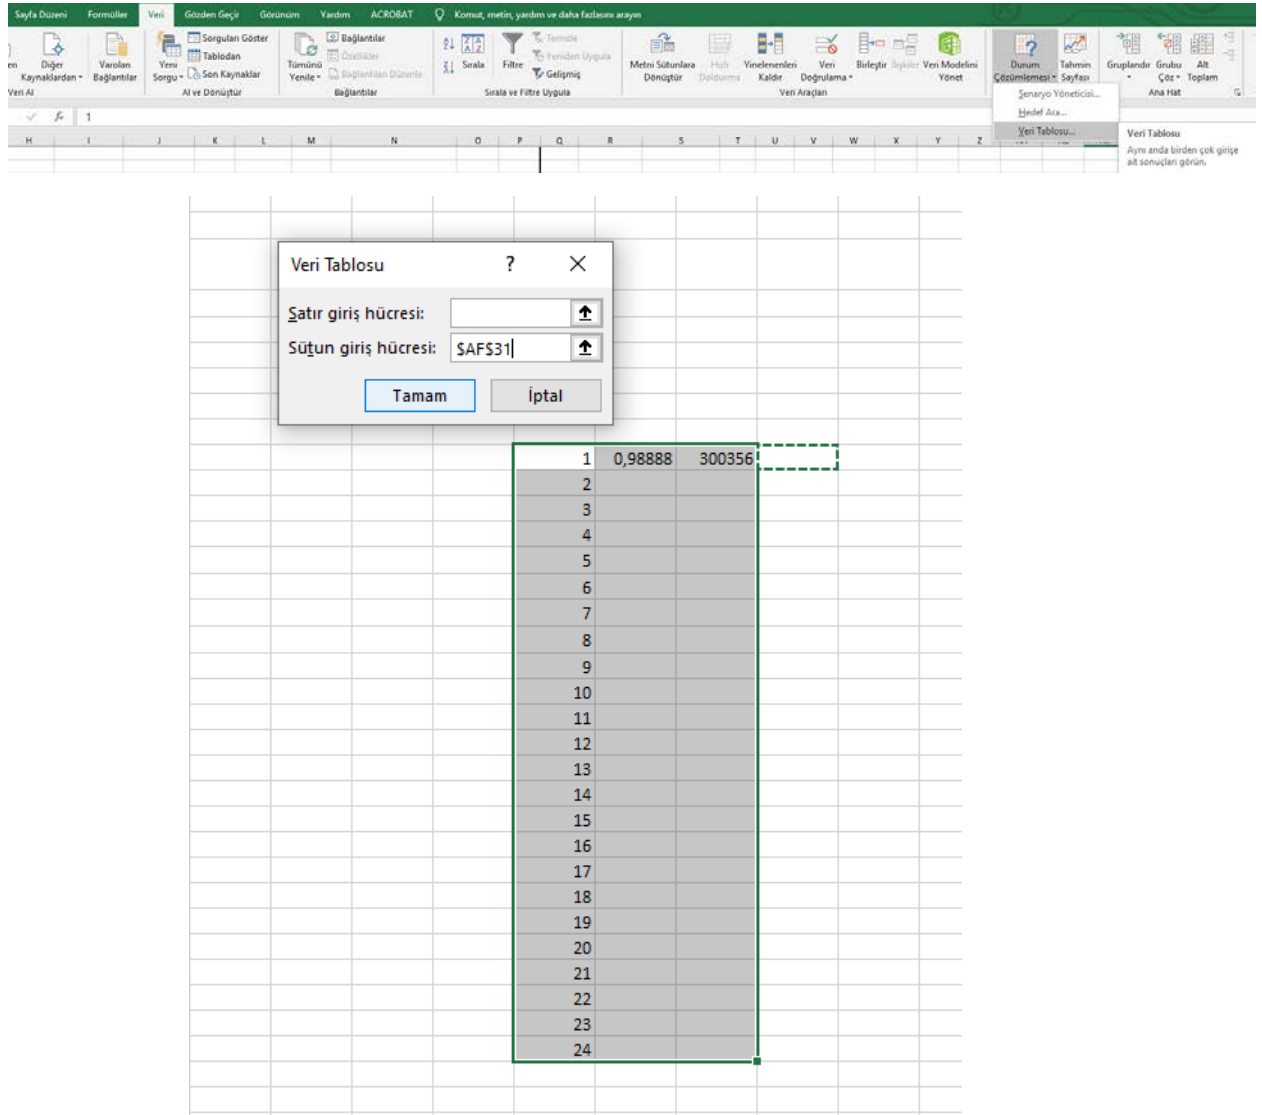 Sayfa Düzeni Formüller Veri Gözden Geçir Görünüm Yardım ACROBAT Komut, metin, yardım ve daha fazlasını arayın
en Kaynaklardan Diğer
Varolan Bağlantılar
Yeni Sorgu
Sorguları Göster
Tablodan
Son Kaynaklar
Tümünü Yenile
Bağlantılar
Özellikler
Bağlantıları Düzenle
Sırala
Filtre
Temizle
Yeniden Uygula
Gelişmiş
Metni Sütunlara Dönüştür
Hızlı Doldurma
Yinelenenleri Kaldır
Veri Doğrulama
Birleştir
İlişkiler
Veri Modelini Yönet
Durum Çözümlemesi
Tahmin Sayfası
Gruplandır
Grubu Çöz
Alt Toplam
Veri Al Al ve Dönüştür Bağlantılar Sırala ve Filtre Uygula Veri Araçları Ana Hat
Senaryo Yöneticisi...
Hedef Ara...
Veri Tablosu...
Veri Tablosu
Aynı anda birden çok girişe
ait sonuçları görün.
fx 1
H I J K L M N O P Q R S T U V W X Y Z
Veri Tablosu ? ×
Satır giriş hücresi:
Sütun giriş hücresi: $AF$31
Tamam İptal
1 0,98888 300356
2
3
4
5
6
7
8
9
10
11
12
13
14
15
16
17
18
19
20
21
22
23
24